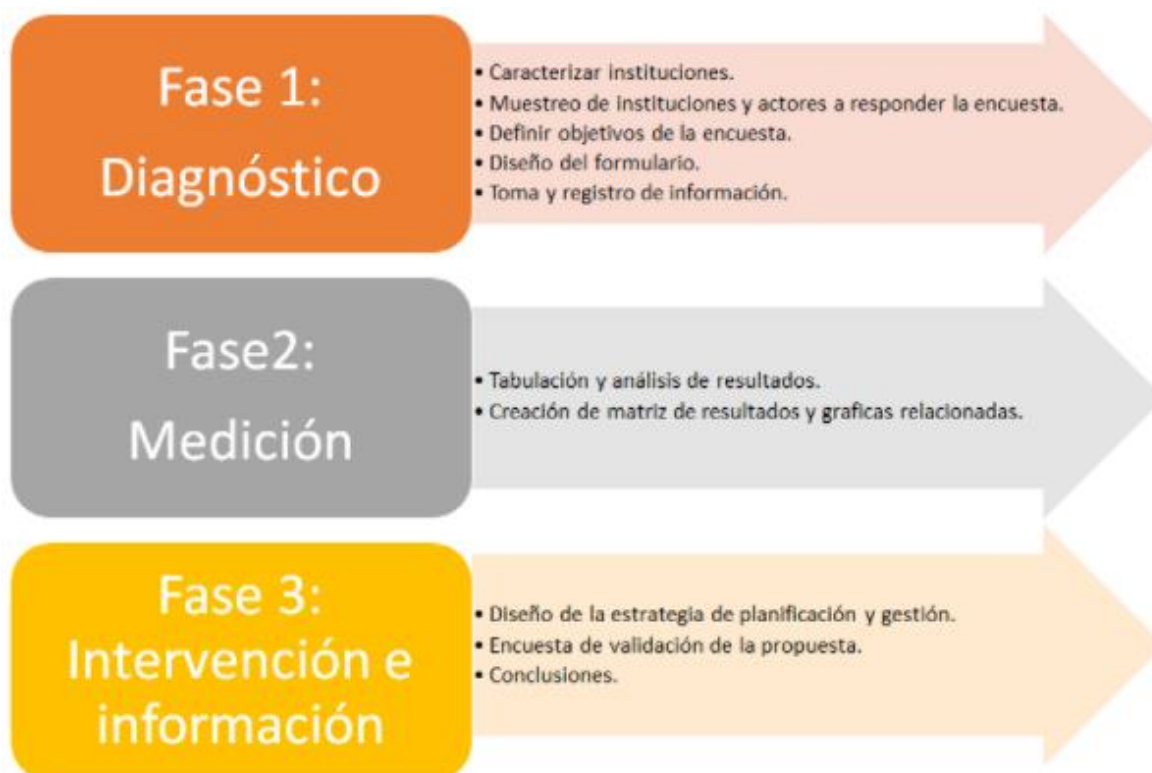 Fase 1:
Diagnóstico
• Caracterizar instituciones.
• Muestreo de instituciones y actores a responder la encuesta.
• Definir objetivos de la encuesta.
• Diseño del formulario.
• Toma y registro de información.
Fase2:
Medición
• Tabulación y análisis de resultados.
• Creación de matriz de resultados y graficas relacionadas.
Fase 3:
Intervención e
información
• Diseño de la estrategia de planificación y gestión.
• Encuesta de validación de la propuesta.
• Conclusiones.